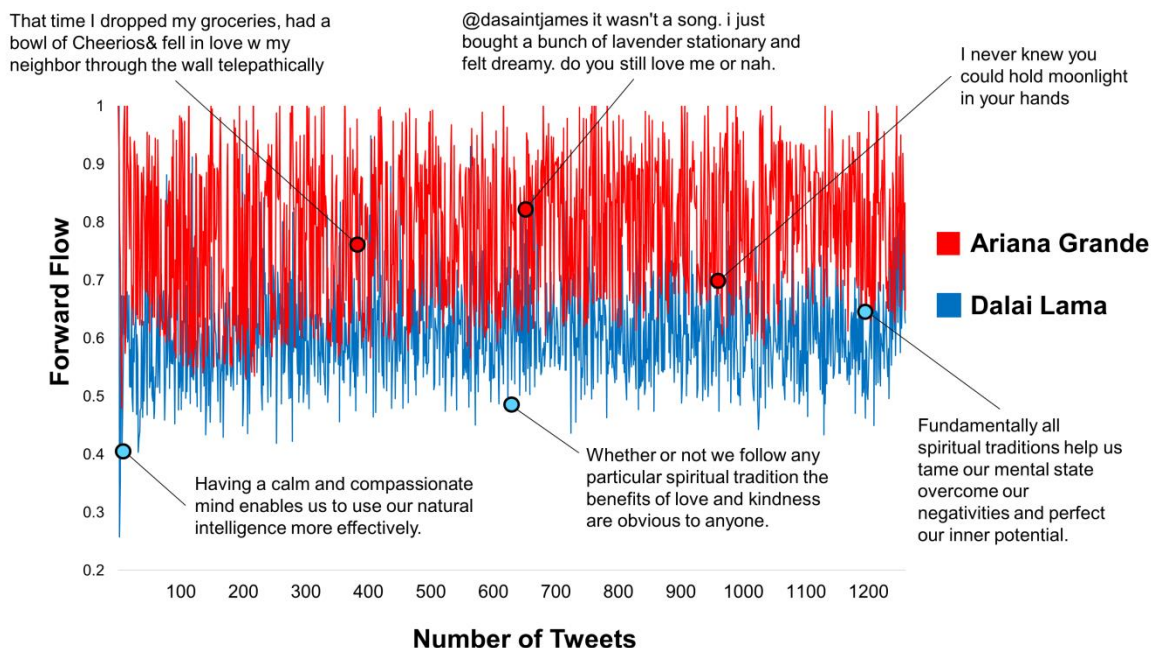 That time I dropped my groceries, had a
bowl of Cheerios& fell in love w my
neighbor through the wall telepathically
@dasaintjames it wasn't a song. i just
bought a bunch of lavender stationary and
felt dreamy. do you still love me or nah.
I never knew you
could hold moonlight
in your hands
1
0.9
0.8
0.7
0.6
0.5
0.4
0.3
0.2
Forward Flow
Ariana Grande
Dalai Lama
Having a calm and compassionate
mind enables us to use our natural
intelligence more effectively.
Whether or not we follow any
particular spiritual tradition the
benefits of love and kindness
are obvious to anyone.
Fundamentally all
spiritual traditions help us
tame our mental state
overcome our
negativities and perfect
our inner potential.
100 200 300 400 500 600 700 800 900 1000 1100 1200
Number of Tweets